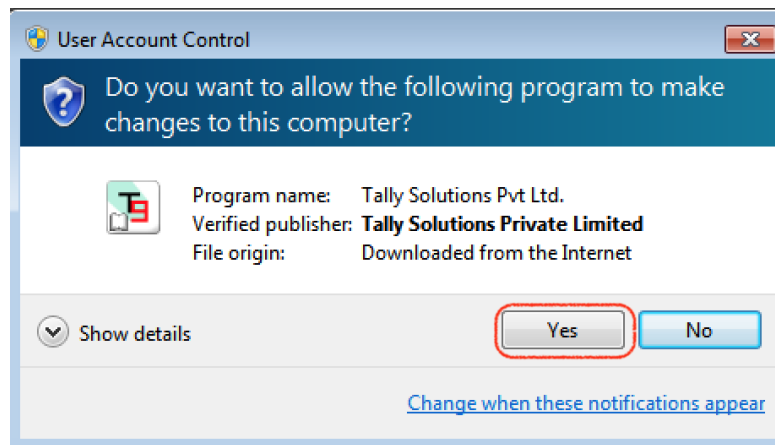 User Account Control
Do you want to allow the following program to make
changes to this computer?
T9
Program name: Tally Solutions Pvt Ltd.
Verified publisher: Tally Solutions Private Limited
File origin: Downloaded from the Internet
Show details Yes No
Change when these notifications appear